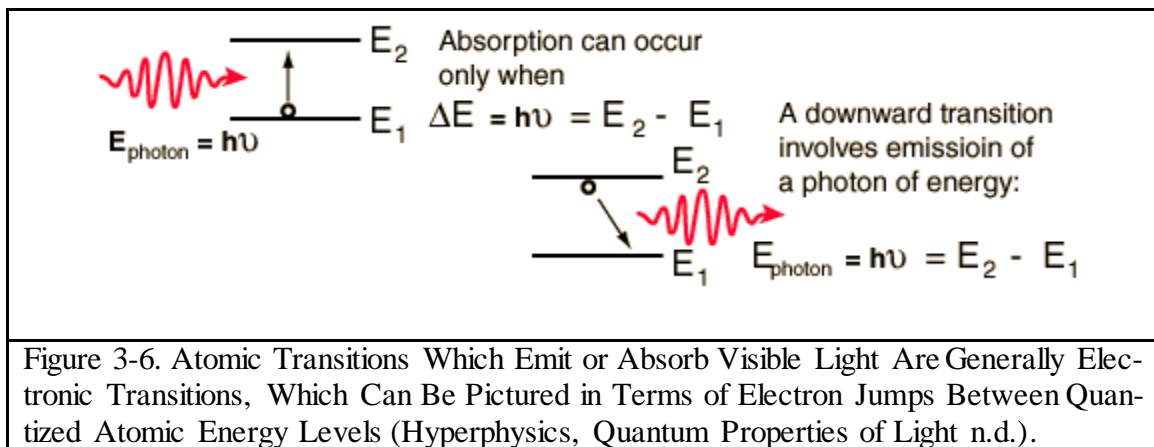 E₂
Absorption can occur
only when
E₁
ΔE = hυ = E₂ - E₁
E_photon = hυ
A downward transition
involves emissioin of
a photon of energy:
E₂
E₁
E_photon = hυ = E₂ - E₁
Figure 3-6. Atomic Transitions Which Emit or Absorb Visible Light Are Generally Elec-
tronic Transitions, Which Can Be Pictured in Terms of Electron Jumps Between Quan-
tized Atomic Energy Levels (Hyperphysics, Quantum Properties of Light n.d.).